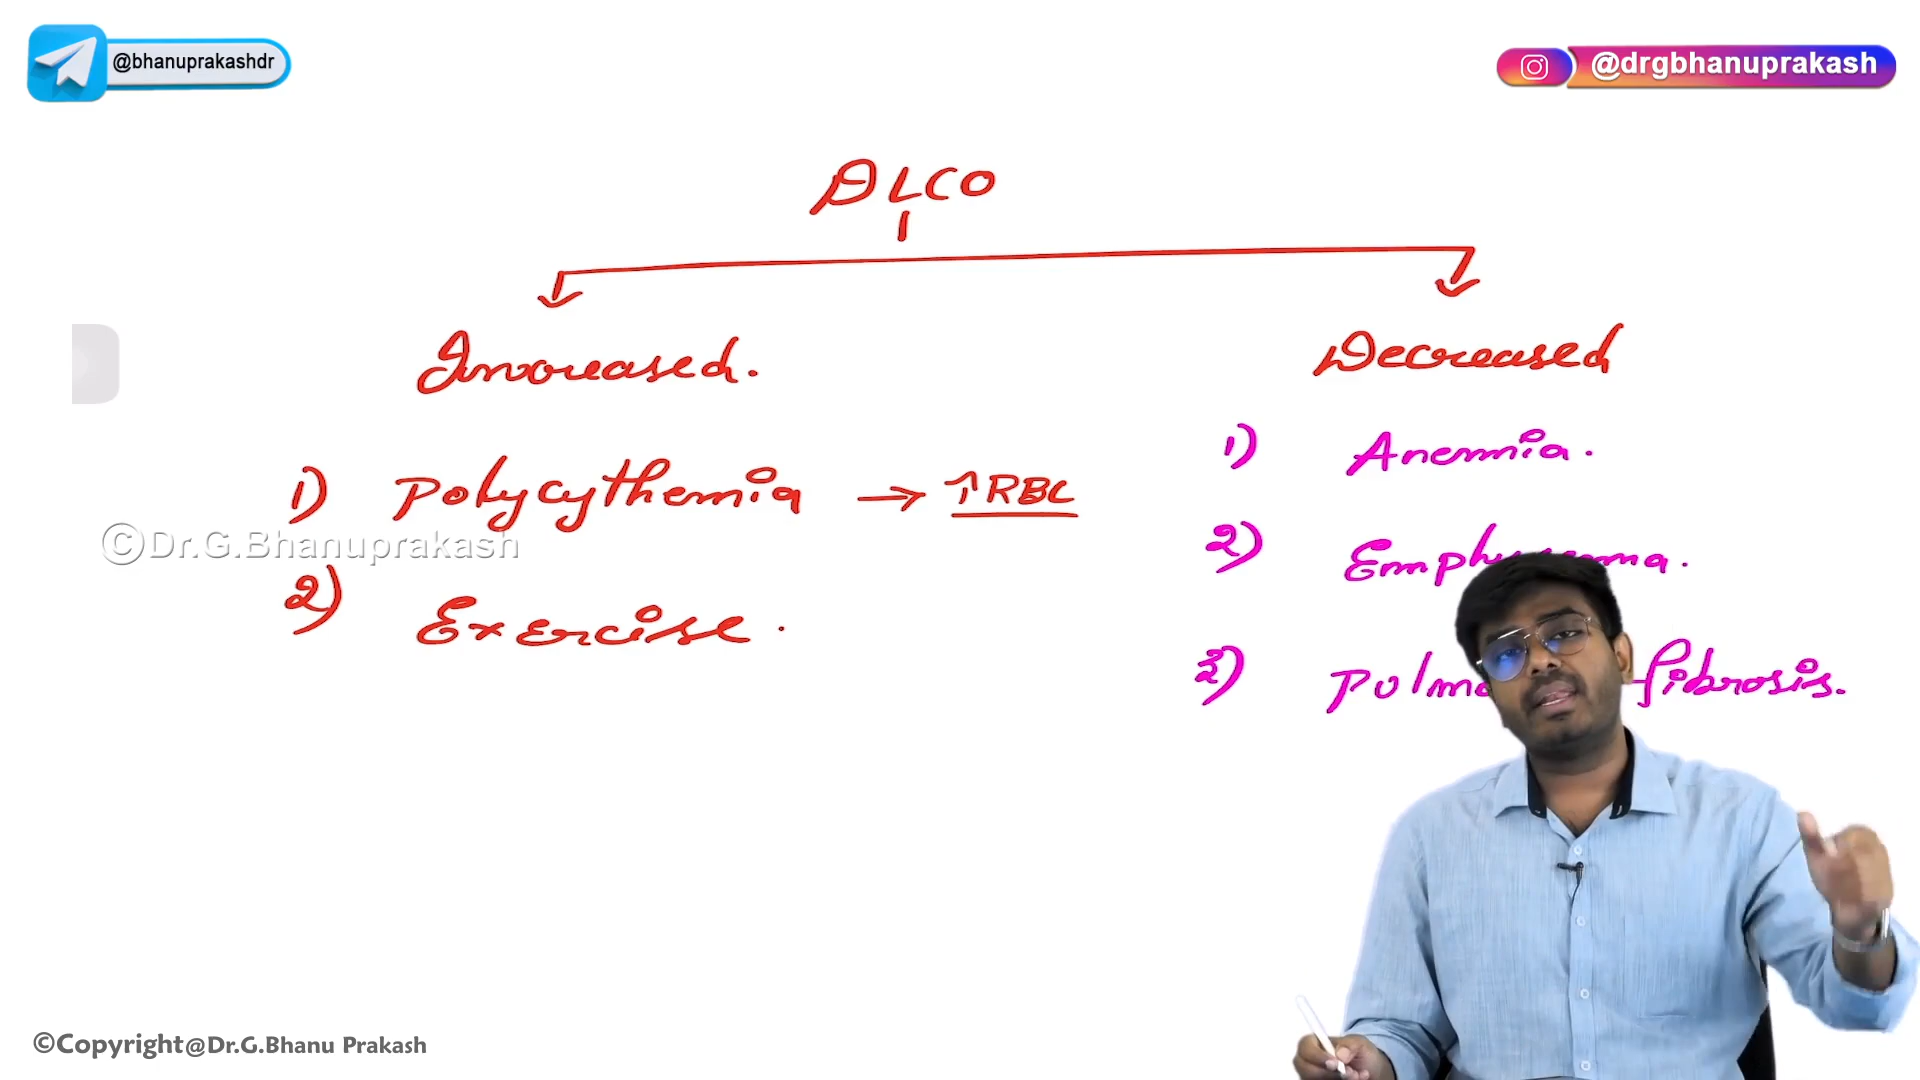 @bhanuprakashdr
@drgbhanuprakash
DLCO
Increased.
Decreased
1) Polycythemia → ↑RBC
2) Exercise.
1) Anemia.
2)
3) fibrosis.
©Dr.G.Bhanuprakash
©Copyright@Dr.G.Bhanu Prakash